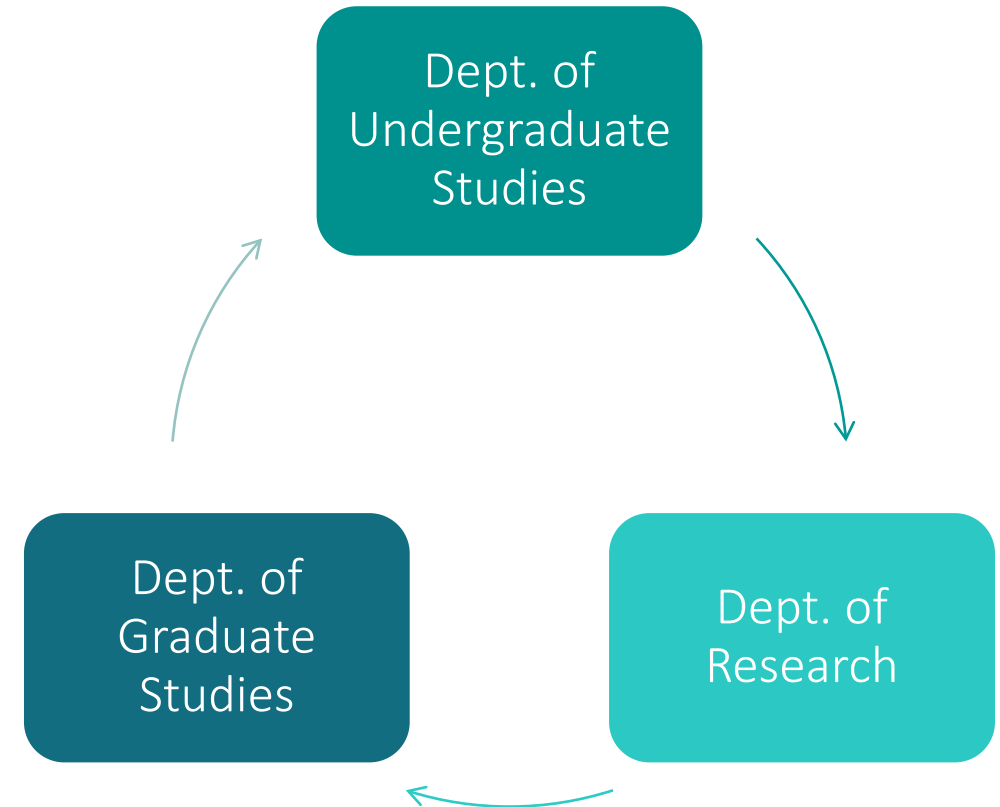 Dept. of
Undergraduate
Studies
Dept. of
Research
Dept. of
Graduate
Studies